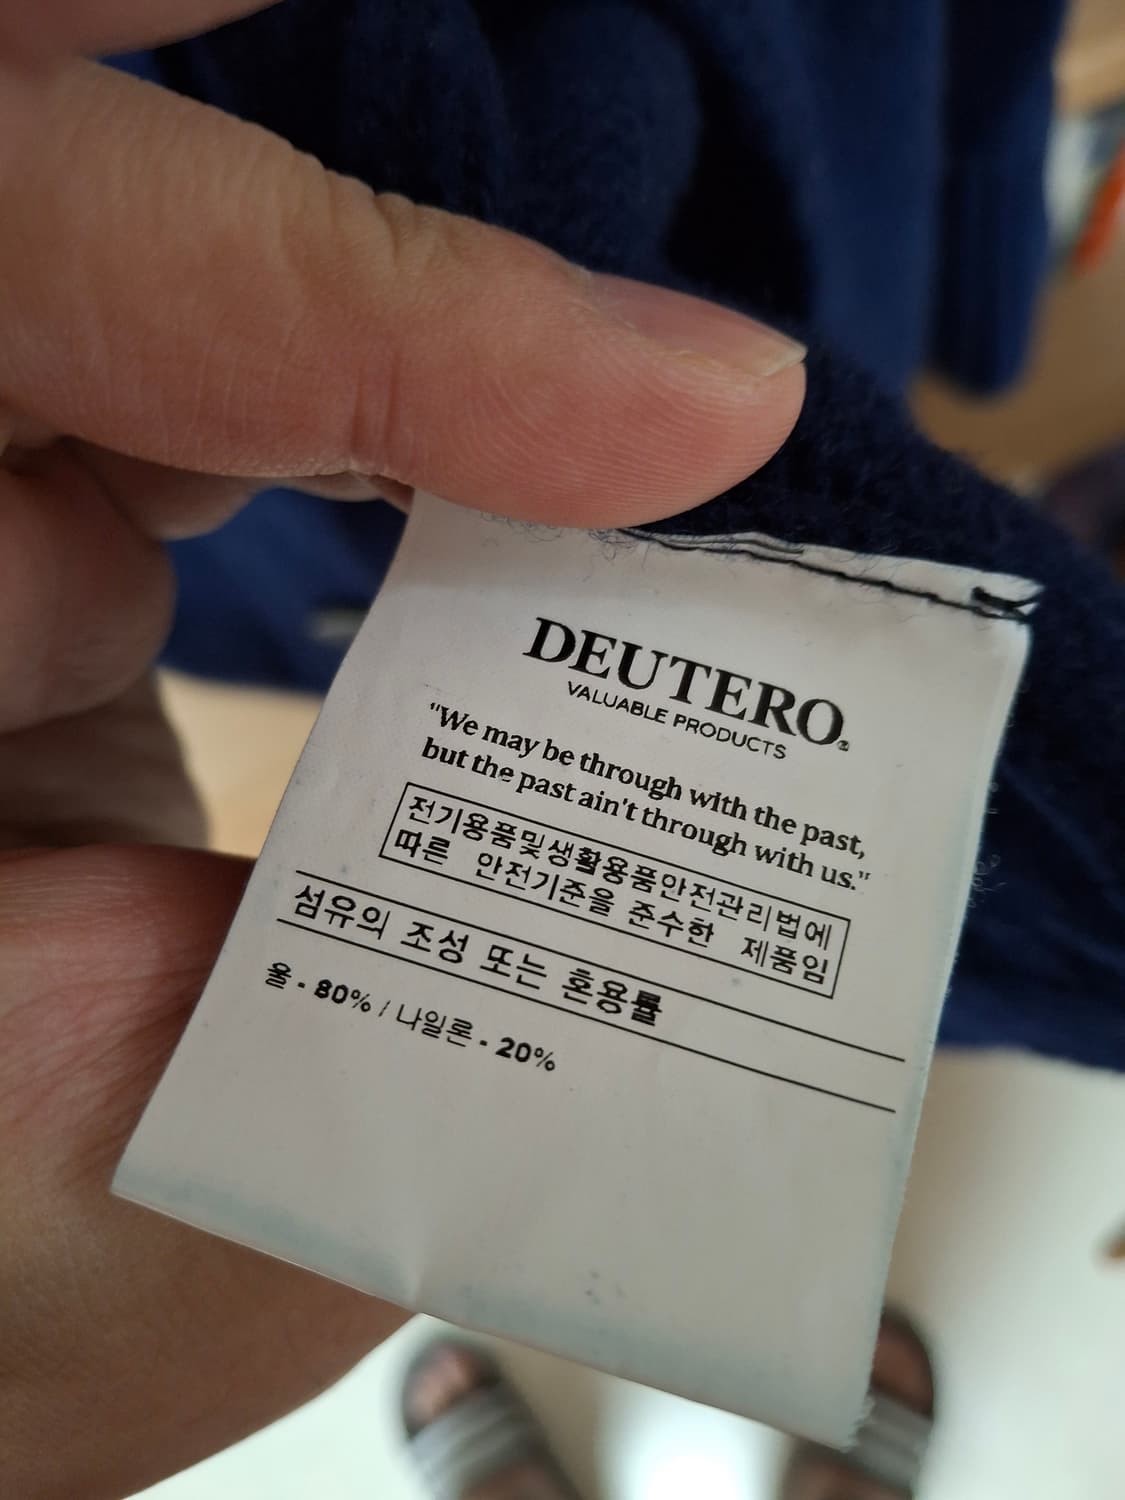 DEUTERO®
VALUABLE PRODUCTS
"We may be through with the past,
but the past ain't through with us."
전기용품및생활용품안전관리법에
따른 안전기준을 준수한 제품임
섬유의 조성 또는 혼용률
울 - 80% / 나일론 - 20%